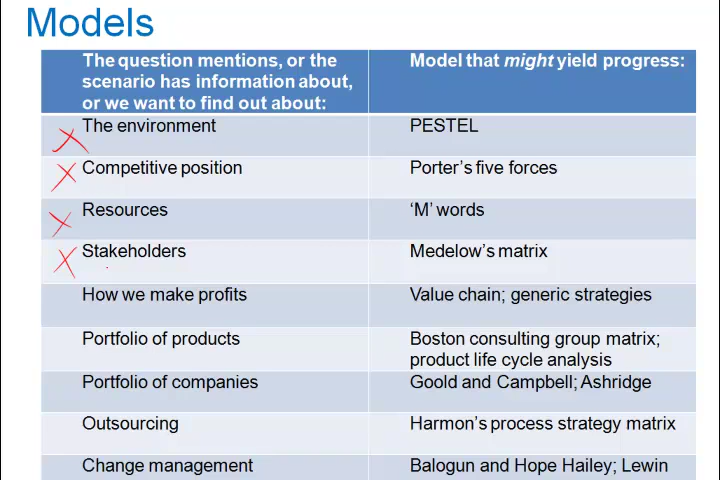 Models
The question mentions, or the
scenario has information about,
or we want to find out about:
Model that might yield progress:
The environment
PESTEL
Competitive position
Porter's five forces
Resources
‘M’ words
Stakeholders
Medelow's matrix
How we make profits
Value chain; generic strategies
Portfolio of products
Boston consulting group matrix;
product life cycle analysis
Portfolio of companies
Goold and Campbell; Ashridge
Outsourcing
Harmon's process strategy matrix
Change management
Balogun and Hope Hailey; Lewin